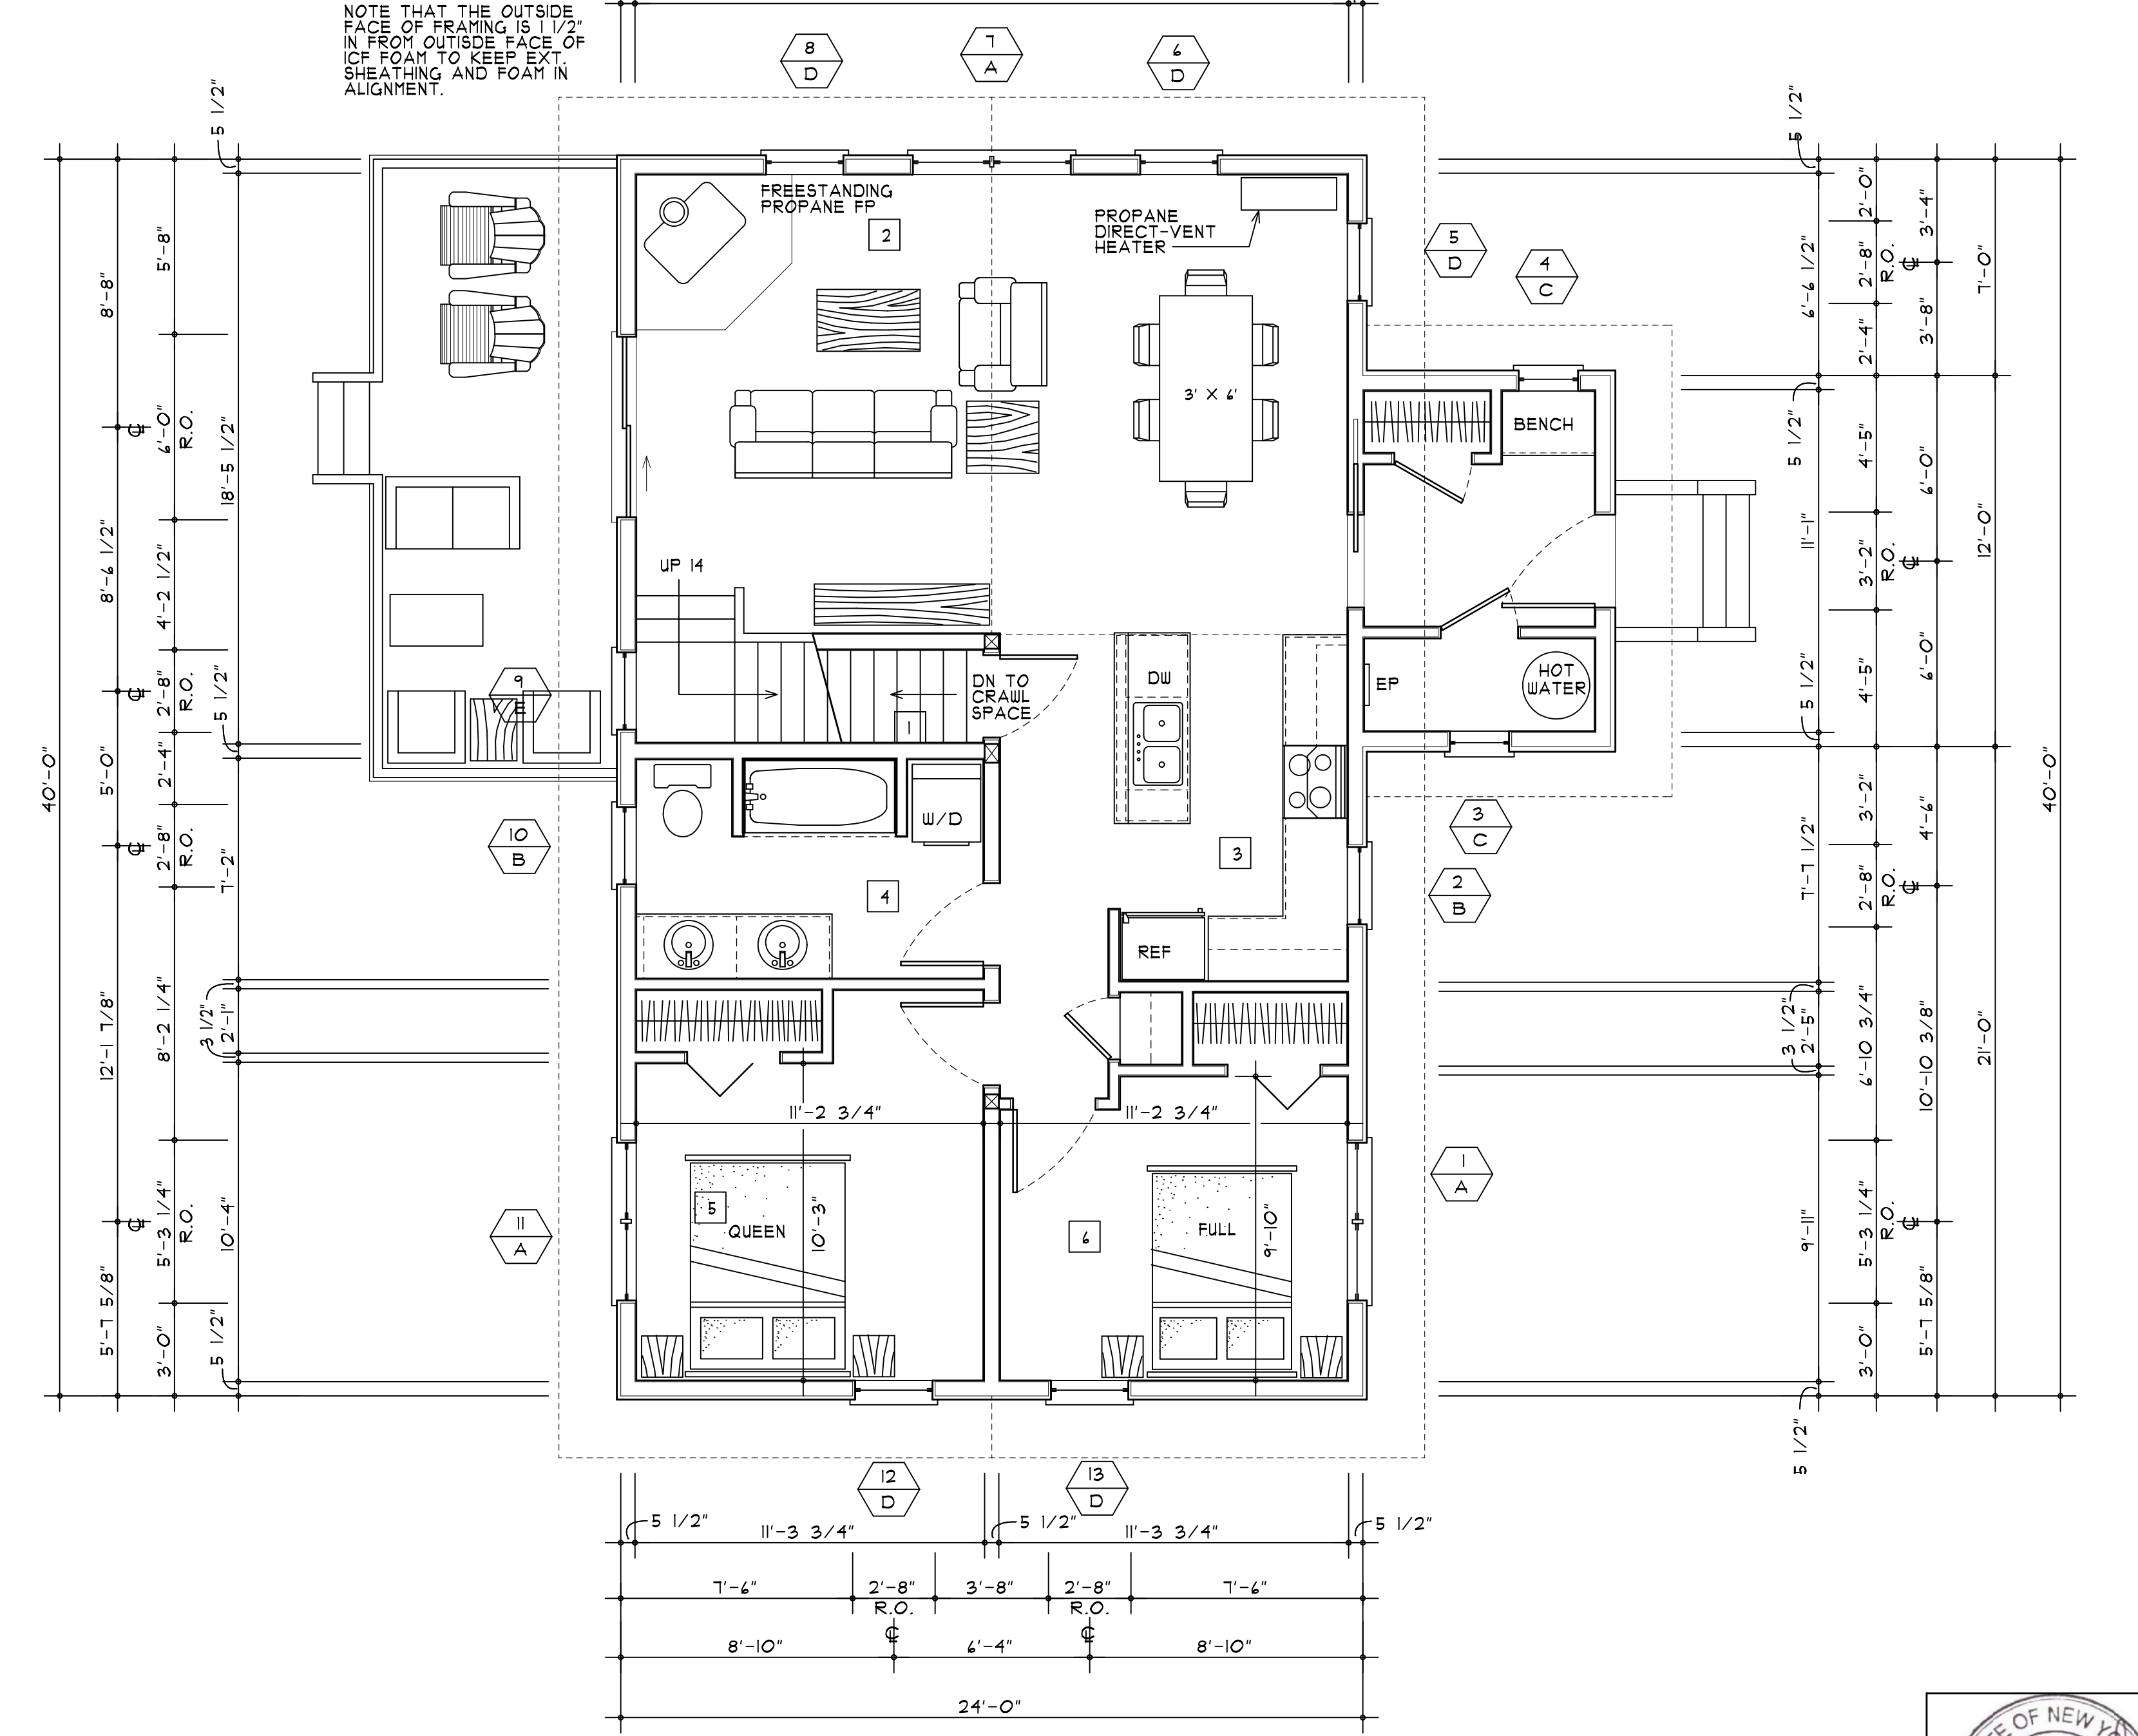 NOTE THAT THE OUTSIDE
FACE OF FRAMING IS 1 1/2"
IN FROM OUTISDE FACE OF
ICF FOAM TO KEEP EXT.
SHEATHING AND FOAM IN
ALIGNMENT.
8
D
7
A
6
D
5 1/2"
5 1/2"
FREESTANDING
PROPANE FP
2
PROPANE
DIRECT-VENT
HEATER
5
D
4
C
3' X 6'
BENCH
UP 14
DN TO
CRAWL
SPACE
1
DW
EP
HOT
WATER
9
E
10
B
W/D
3
3
C
2
B
4
REF
11'-2 3/4"
11'-2 3/4"
1
A
5
QUEEN
10'-3"
6
FULL
9'-10"
11
A
12
D
13
D
40'-0"
8'-8"
8'-6 1/2"
5'-0"
12'-1 7/8"
5'-7 5/8"
5'-8"
6'-0"
R.O.
4'-2 1/2"
2'-8"
R.O.
2'-4"
2'-8"
R.O.
8'-2 1/4"
5'-3 1/4"
R.O.
3'-0"
18'-5 1/2"
5 1/2"
7'-2"
3 1/2"
2'-1"
10'-4"
5 1/2"
6'-6 1/2"
5 1/2"
11'-1"
5 1/2"
7'-7 1/2"
3 1/2"
2'-5"
9'-11"
5 1/2"
2'-0"
2'-8"
R.O.
2'-4"
4'-5"
3'-2"
R.O.
4'-5"
3'-2"
2'-8"
R.O.
6'-10 3/4"
5'-3 1/4"
R.O.
3'-0"
3'-4"
3'-8"
6'-0"
6'-0"
4'-6"
10'-10 3/8"
5'-7 5/8"
7'-0"
12'-0"
21'-0"
40'-0"
5 1/2"
11'-3 3/4"
5 1/2"
11'-3 3/4"
5 1/2"
7'-6"
2'-8"
3'-8"
2'-8"
7'-6"
R.O.
R.O.
8'-10"
6'-4"
8'-10"
24'-0"
OF NEW